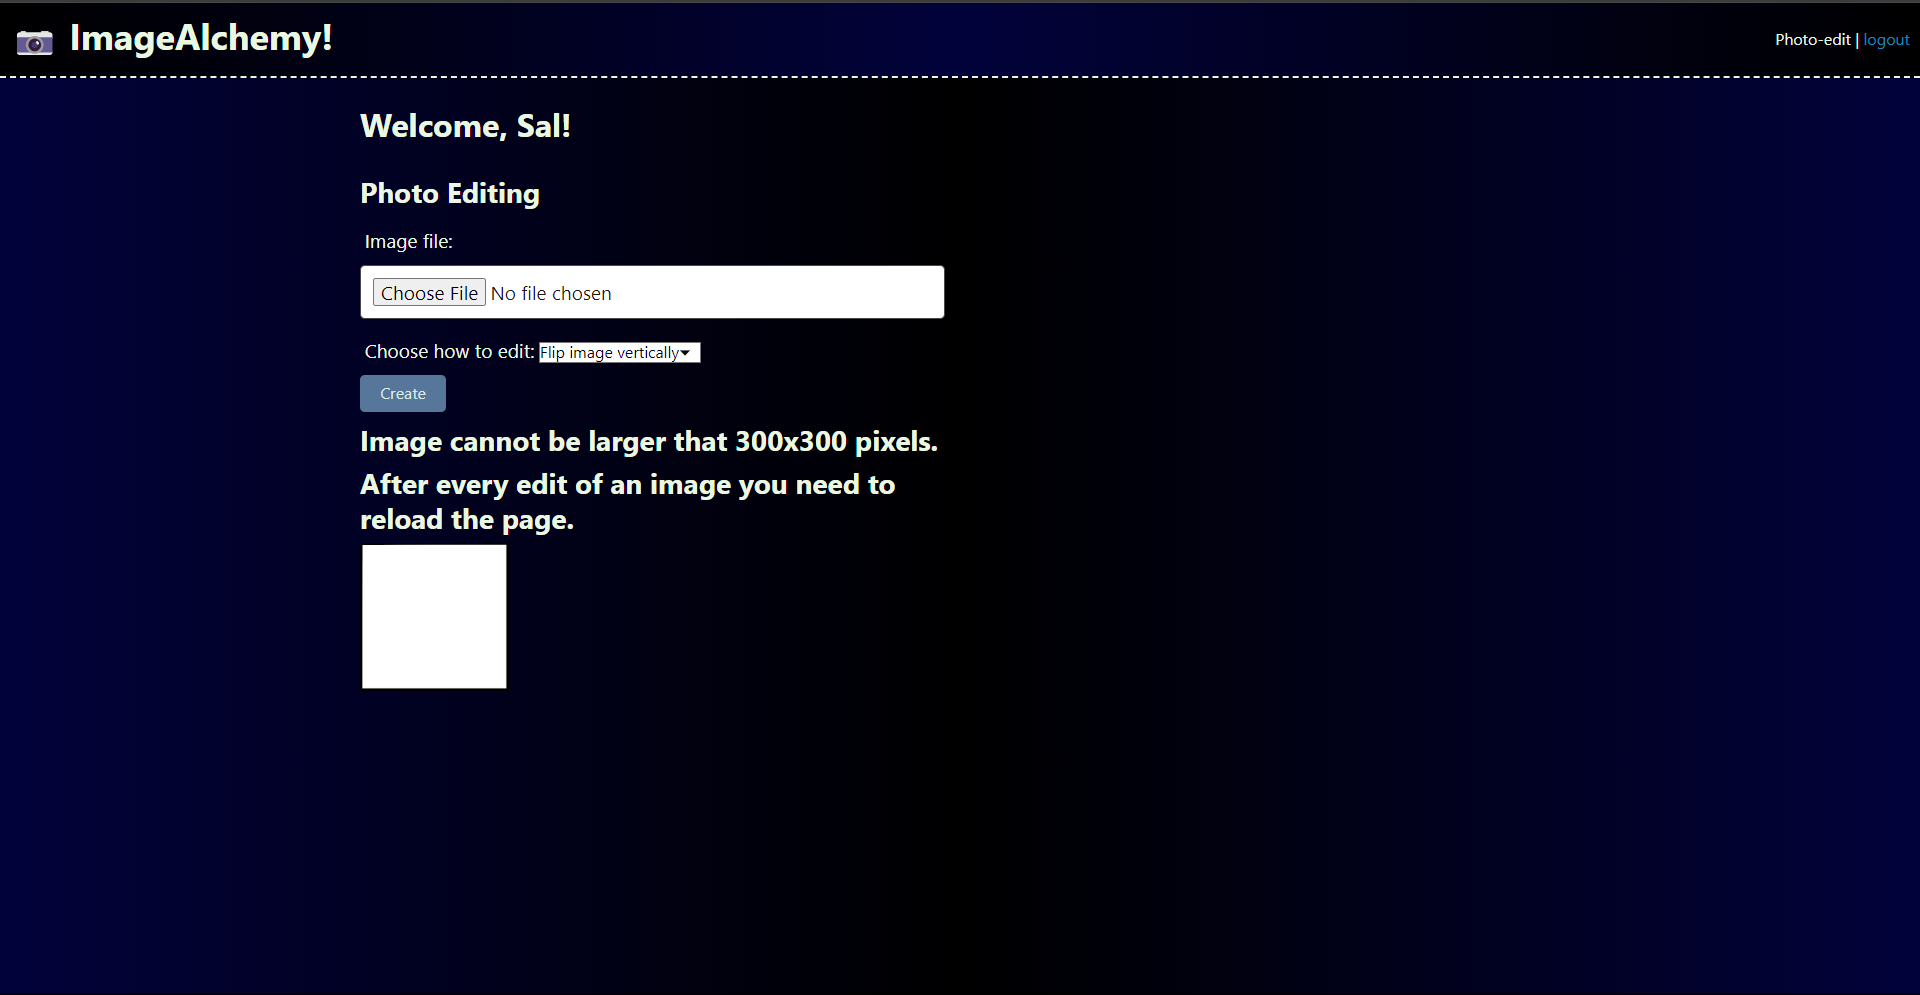 ImageAlchemy!
Photo-edit | logout
Welcome, Sal!
Photo Editing
Image file:
Choose File No file chosen
Choose how to edit: Flip image vertically
Create
Image cannot be larger that 300x300 pixels.
After every edit of an image you need to
reload the page.